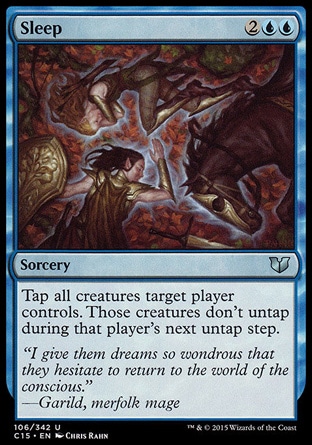 Sleep 2
Sorcery
Tap all creatures target player
controls. Those creatures don't untap
during that player's next untap step.
"I give them dreams so wondrous that
they hesitate to return to the world of the
conscious."
—Garild, merfolk mage
106/342 U
C15 • EN CHRIS RAHN
™ & © 2015 Wizards of the Coast